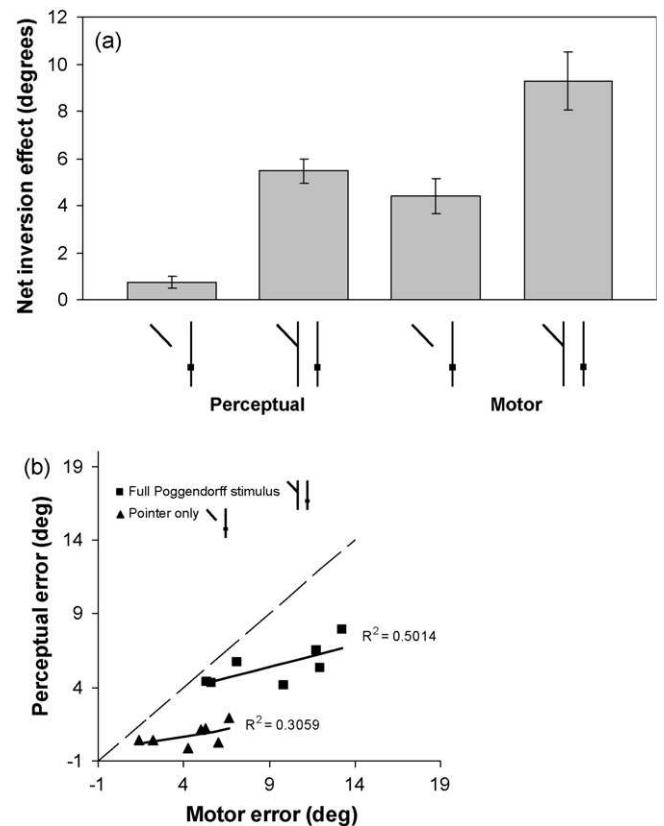 (a)
Net inversion effect (degrees)
12
10
8
6
4
2
0
Perceptual Motor
(b)
Perceptual error (deg)
19
14
9
4
-1
■ Full Poggendorff stimulus
▲ Pointer only
R² = 0.5014
R² = 0.3059
-1 4 9 14 19
Motor error (deg)